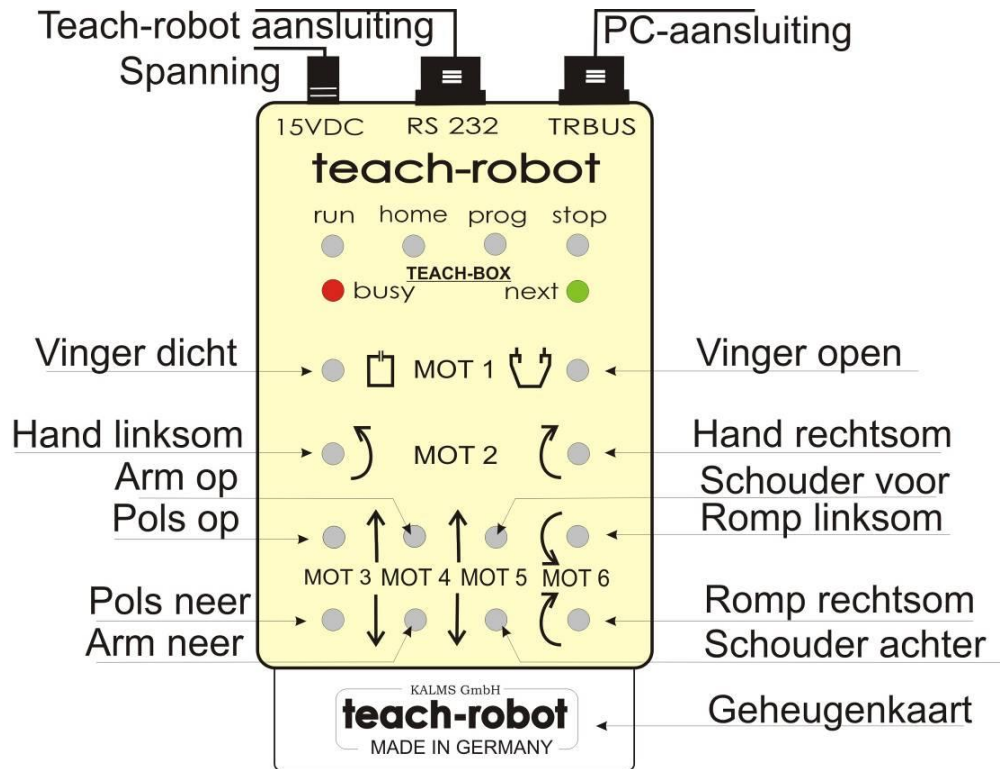 Teach-robot aansluiting
PC-aansluiting
Spanning
15VDC RS 232 TRBUS
teach-robot
run home prog stop
TEACH-BOX
busy next
Vinger dicht MOT 1 Vinger open
Hand linksom MOT 2 Hand rechtsom
Arm op Schouder voor
Pols op Romp linksom
MOT 3 MOT 4 MOT 5 MOT 6
Pols neer Romp rechtsom
Arm neer Schouder achter
KALMS GmbH
teach-robot
MADE IN GERMANY
Geheugenkaart